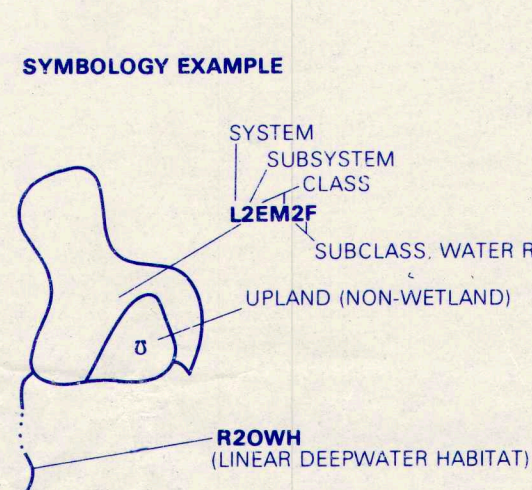 SYMBOLOGY EXAMPLE
SYSTEM
SUBSYSTEM
CLASS
L2EM2F
SUBCLASS, WATER R
UPLAND (NON-WETLAND)
U
R2OWH
(LINEAR DEEPWATER HABITAT)